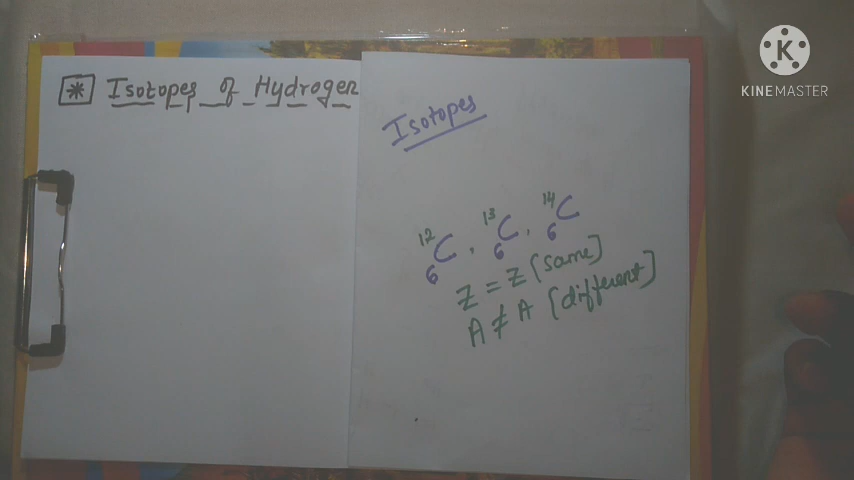 * Isotopes of Hydrogen
Isotopes
¹²₆C, ¹³₆C, ¹⁴₆C
Z = Z (same)
A ≠ A (different)
K
KINEMASTER